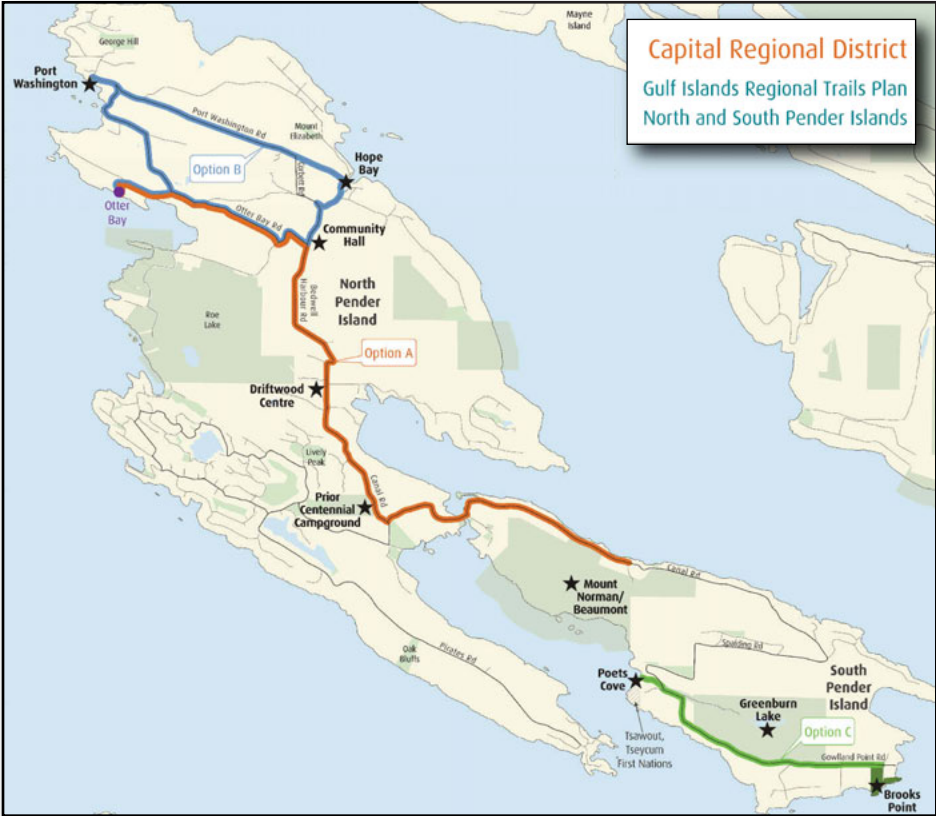 Capital Regional District
Gulf Islands Regional Trails Plan
North and South Pender Islands
Mayne
Island
George Hill
Port
Washington
Port Washington Rd
Mount
Elizabeth
Option B
Corbett Rd
Hope
Bay
Otter
Bay
Otter Bay Rd
Community
Hall
North
Pender
Island
Bedwell
Harbour Rd
Roe
Lake
Option A
Driftwood
Centre
Lively
Peak
Canal Rd
Prior
Centennial
Campground
Mount
Norman/
Beaumont
Canal Rd
Spalding Rd
Oak
Bluffs
Pirates Rd
Poets
Cove
South
Pender
Island
Greenburn
Lake
Option C
Tsawout,
Tseycum
First Nations
Gowlland Point Rd
Brooks
Point